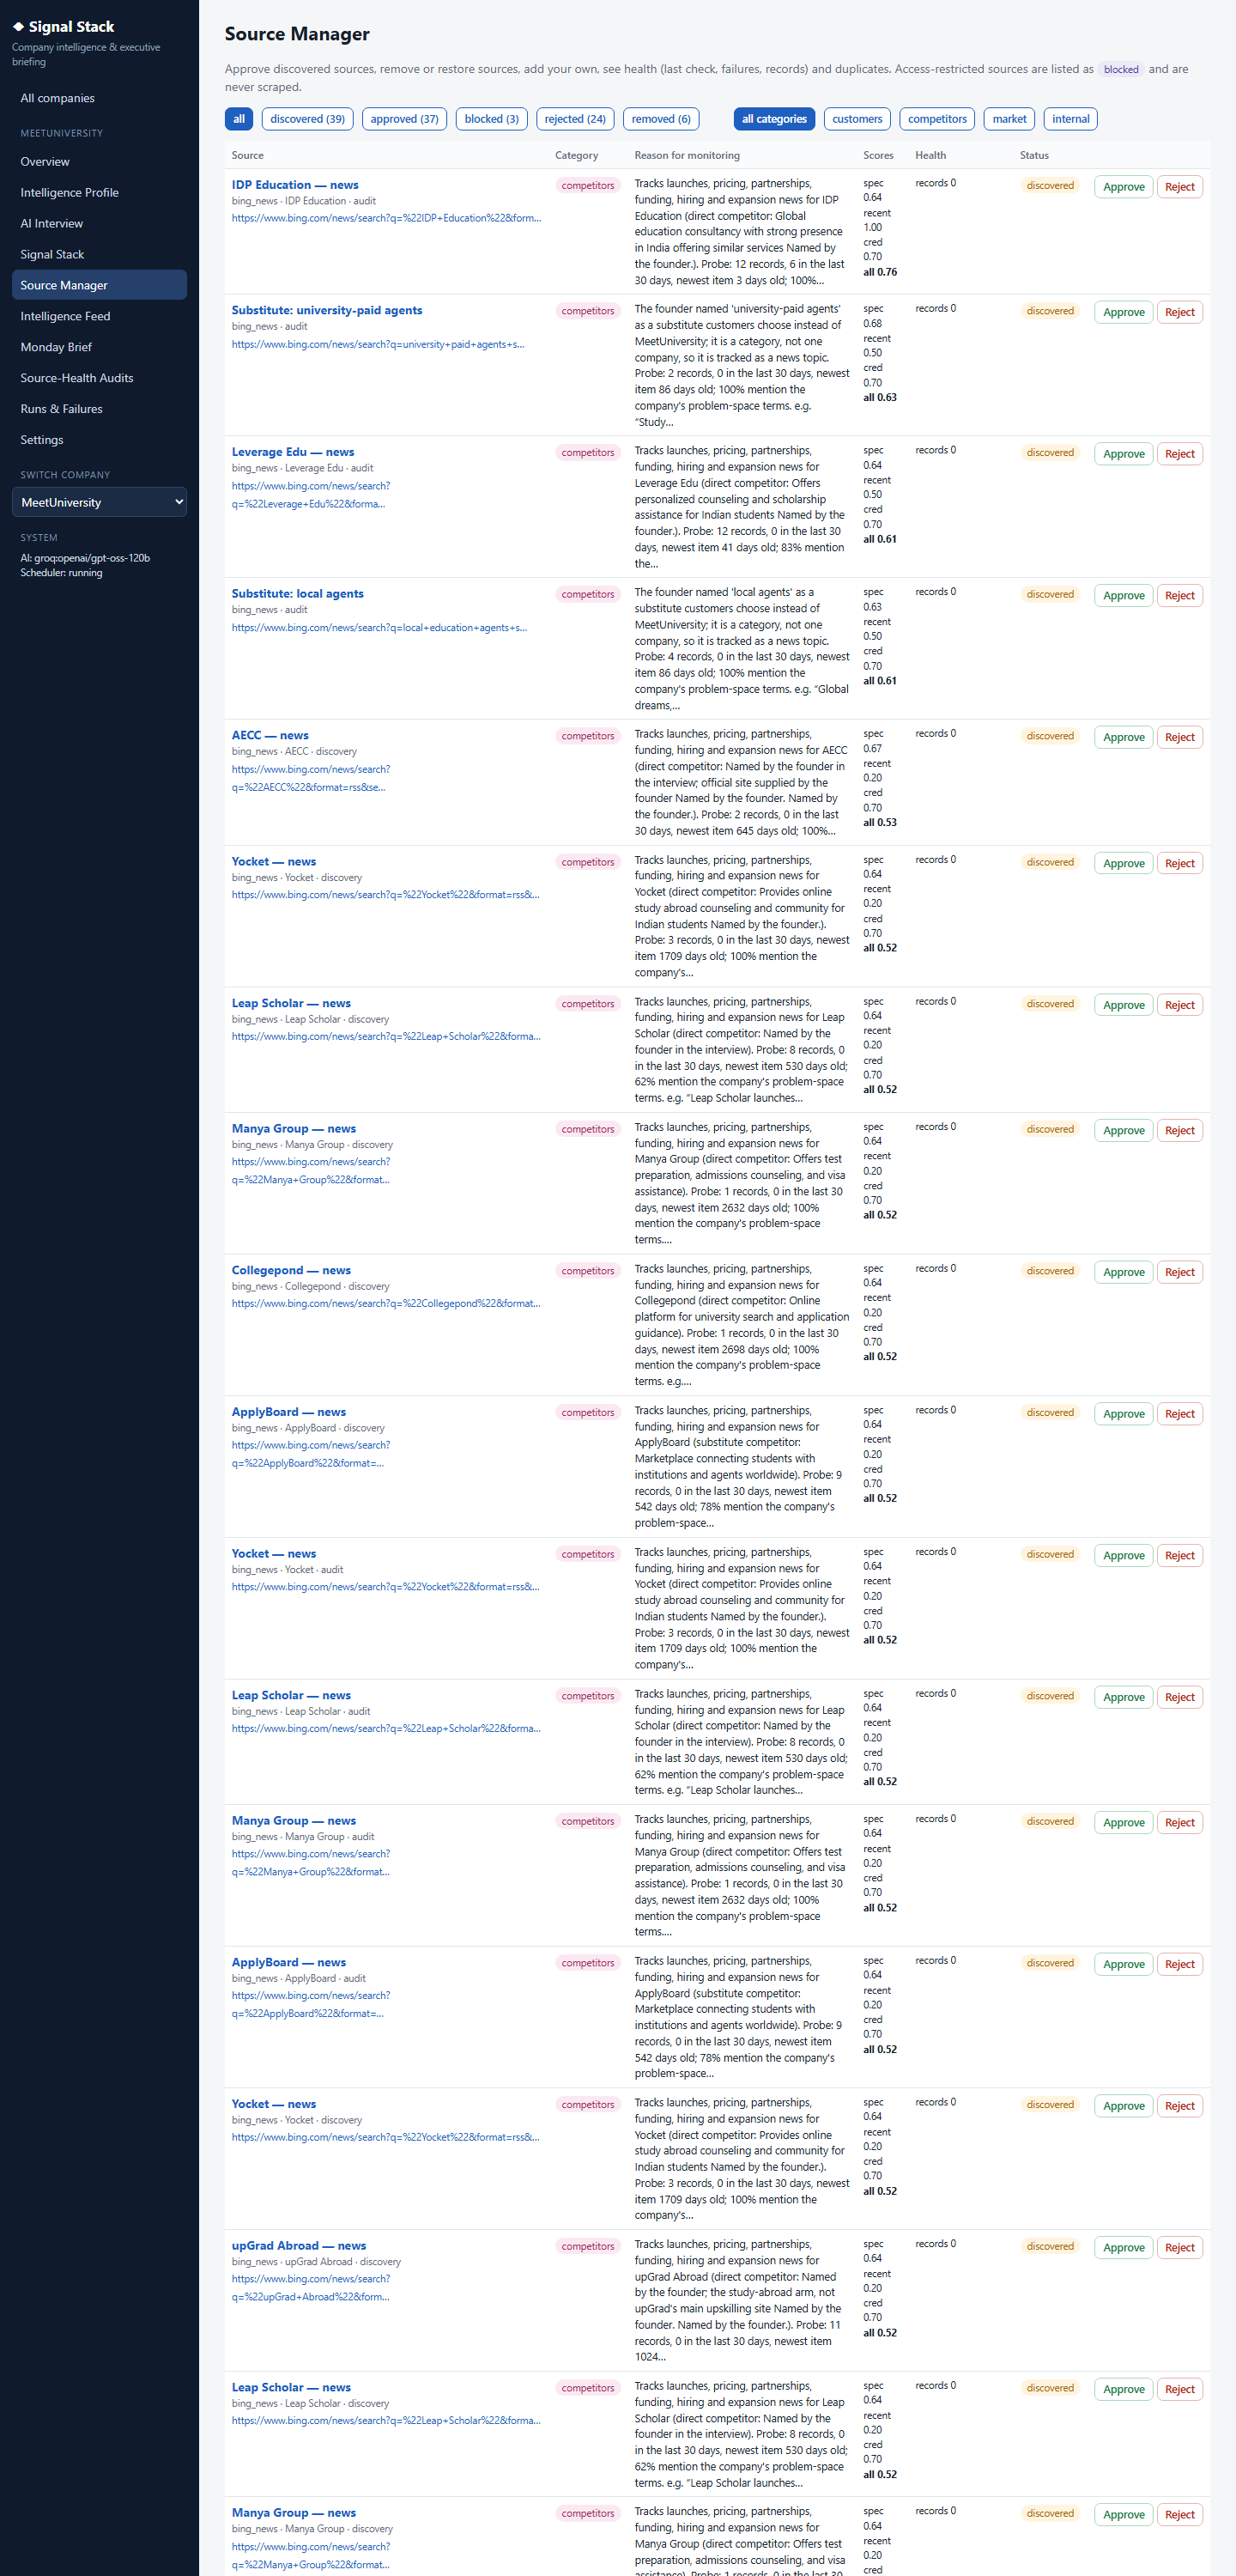 ◆ Signal Stack
Company intelligence & executive
briefing
All companies
MEETUNIVERSITY
Overview
Intelligence Profile
AI Interview
Signal Stack
Source Manager
Intelligence Feed
Monday Brief
Source-Health Audits
Runs & Failures
Settings
SWITCH COMPANY
MeetUniversity
SYSTEM
AI: groq:openai/gpt-oss-120b
Scheduler: running
Source Manager
Approve discovered sources, remove or restore sources, add your own, see health (last check, failures, records) and duplicates. Access-restricted sources are listed as blocked and are
never scraped.
all discovered (39) approved (37) blocked (3) rejected (24) removed (6) all categories customers competitors market internal
Source Category Reason for monitoring Scores Health Status
IDP Education — news
bing_news · IDP Education · audit
https://www.bing.com/news/search?q=%22IDP+Education%22&form...
competitors
Tracks launches, pricing, partnerships,
funding, hiring and expansion news for IDP
Education (direct competitor: Global
education consultancy with strong presence
in India offering similar services Named by
the founder.). Probe: 12 records, 6 in the last
30 days, newest item 3 days old; 100%...
spec
0.64
recent
1.00
cred
0.70
all 0.76
records 0
discovered
Approve Reject
Substitute: university-paid agents
bing_news · audit
https://www.bing.com/news/search?q=university+paid+agents+s...
competitors
The founder named 'university-paid agents'
as a substitute customers choose instead of
MeetUniversity; it is a category, not one
company, so it is tracked as a news topic.
Probe: 2 records, 0 in the last 30 days, newest
item 86 days old; 100% mention the
company's problem-space terms. e.g.
“Study...
spec
0.68
recent
0.50
cred
0.70
all 0.63
records 0
discovered
Approve Reject
Leverage Edu — news
bing_news · Leverage Edu · audit
https://www.bing.com/news/search?
q=%22Leverage+Edu%22&forma...
competitors
Tracks launches, pricing, partnerships,
funding, hiring and expansion news for
Leverage Edu (direct competitor: Offers
personalized counseling and scholarship
assistance for Indian students Named by the
founder.). Probe: 12 records, 0 in the last 30
days, newest item 41 days old; 83% mention
the...
spec
0.64
recent
0.50
cred
0.70
all 0.61
records 0
discovered
Approve Reject
Substitute: local agents
bing_news · audit
https://www.bing.com/news/search?q=local+education+agents+s...
competitors
The founder named 'local agents' as a
substitute customers choose instead of
MeetUniversity; it is a category, not one
company, so it is tracked as a news topic.
Probe: 4 records, 0 in the last 30 days, newest
item 86 days old; 100% mention the
company's problem-space terms. e.g. “Global
dreams,...
spec
0.63
recent
0.50
cred
0.70
all 0.61
records 0
discovered
Approve Reject
AECC — news
bing_news · AECC · discovery
https://www.bing.com/news/search?
q=%22AECC%22&format=rss&se...
competitors
Tracks launches, pricing, partnerships,
funding, hiring and expansion news for AECC
(direct competitor: Named by the founder in
the interview; official site supplied by the
founder Named by the founder. Named by
the founder.). Probe: 2 records, 0 in the last
30 days, newest item 645 days old; 100%...
spec
0.67
recent
0.20
cred
0.70
all 0.53
records 0
discovered
Approve Reject
Yocket — news
bing_news · Yocket · discovery
https://www.bing.com/news/search?q=%22Yocket%22&format=rss&...
competitors
Tracks launches, pricing, partnerships,
funding, hiring and expansion news for
Yocket (direct competitor: Provides online
study abroad counseling and community for
Indian students Named by the founder.).
Probe: 3 records, 0 in the last 30 days, newest
item 1709 days old; 100% mention the
company's...
spec
0.64
recent
0.20
cred
0.70
all 0.52
records 0
discovered
Approve Reject
Leap Scholar — news
bing_news · Leap Scholar · discovery
https://www.bing.com/news/search?q=%22Leap+Scholar%22&forma...
competitors
Tracks launches, pricing, partnerships,
funding, hiring and expansion news for Leap
Scholar (direct competitor: Named by the
founder in the interview). Probe: 8 records, 0
in the last 30 days, newest item 530 days old;
62% mention the company's problem-space
terms. e.g. “Leap Scholar launches...
spec
0.64
recent
0.20
cred
0.70
all 0.52
records 0
discovered
Approve Reject
Manya Group — news
bing_news · Manya Group · discovery
https://www.bing.com/news/search?
q=%22Manya+Group%22&format...
competitors
Tracks launches, pricing, partnerships,
funding, hiring and expansion news for
Manya Group (direct competitor: Offers test
preparation, admissions counseling, and visa
assistance). Probe: 1 records, 0 in the last 30
days, newest item 2632 days old; 100%
mention the company's problem-space
terms....
spec
0.64
recent
0.20
cred
0.70
all 0.52
records 0
discovered
Approve Reject
Collegepond — news
bing_news · Collegepond · discovery
https://www.bing.com/news/search?q=%22Collegepond%22&format...
competitors
Tracks launches, pricing, partnerships,
funding, hiring and expansion news for
Collegepond (direct competitor: Online
platform for university search and application
guidance). Probe: 1 records, 0 in the last 30
days, newest item 2698 days old; 100%
mention the company's problem-space
terms. e.g....
spec
0.64
recent
0.20
cred
0.70
all 0.52
records 0
discovered
Approve Reject
ApplyBoard — news
bing_news · ApplyBoard · discovery
https://www.bing.com/news/search?
q=%22ApplyBoard%22&format=...
competitors
Tracks launches, pricing, partnerships,
funding, hiring and expansion news for
ApplyBoard (substitute competitor:
Marketplace connecting students with
institutions and agents worldwide). Probe: 9
records, 0 in the last 30 days, newest item
542 days old; 78% mention the company's
problem-space...
spec
0.64
recent
0.20
cred
0.70
all 0.52
records 0
discovered
Approve Reject
Yocket — news
bing_news · Yocket · audit
https://www.bing.com/news/search?q=%22Yocket%22&format=rss&...
competitors
Tracks launches, pricing, partnerships,
funding, hiring and expansion news for
Yocket (direct competitor: Provides online
study abroad counseling and community for
Indian students Named by the founder.).
Probe: 3 records, 0 in the last 30 days, newest
item 1709 days old; 100% mention the
company's...
spec
0.64
recent
0.20
cred
0.70
all 0.52
records 0
discovered
Approve Reject
Leap Scholar — news
bing_news · Leap Scholar · audit
https://www.bing.com/news/search?q=%22Leap+Scholar%22&forma...
competitors
Tracks launches, pricing, partnerships,
funding, hiring and expansion news for Leap
Scholar (direct competitor: Named by the
founder in the interview). Probe: 8 records, 0
in the last 30 days, newest item 530 days old;
62% mention the company's problem-space
terms. e.g. “Leap Scholar launches...
spec
0.64
recent
0.20
cred
0.70
all 0.52
records 0
discovered
Approve Reject
Manya Group — news
bing_news · Manya Group · audit
https://www.bing.com/news/search?
q=%22Manya+Group%22&format...
competitors
Tracks launches, pricing, partnerships,
funding, hiring and expansion news for
Manya Group (direct competitor: Offers test
preparation, admissions counseling, and visa
assistance). Probe: 1 records, 0 in the last 30
days, newest item 2632 days old; 100%
mention the company's problem-space
terms....
spec
0.64
recent
0.20
cred
0.70
all 0.52
records 0
discovered
Approve Reject
ApplyBoard — news
bing_news · ApplyBoard · audit
https://www.bing.com/news/search?
q=%22ApplyBoard%22&format=...
competitors
Tracks launches, pricing, partnerships,
funding, hiring and expansion news for
ApplyBoard (substitute competitor:
Marketplace connecting students with
institutions and agents worldwide). Probe: 9
records, 0 in the last 30 days, newest item
542 days old; 78% mention the company's
problem-space...
spec
0.64
recent
0.20
cred
0.70
all 0.52
records 0
discovered
Approve Reject
Yocket — news
bing_news · Yocket · discovery
https://www.bing.com/news/search?q=%22Yocket%22&format=rss&...
competitors
Tracks launches, pricing, partnerships,
funding, hiring and expansion news for
Yocket (direct competitor: Provides online
study abroad counseling and community for
Indian students Named by the founder.).
Probe: 3 records, 0 in the last 30 days, newest
item 1709 days old; 100% mention the
company's...
spec
0.64
recent
0.20
cred
0.70
all 0.52
records 0
discovered
Approve Reject
upGrad Abroad — news
bing_news · upGrad Abroad · discovery
https://www.bing.com/news/search?
q=%22upGrad+Abroad%22&form...
competitors
Tracks launches, pricing, partnerships,
funding, hiring and expansion news for
upGrad Abroad (direct competitor: Named
by the founder; the study-abroad arm, not
upGrad's main upskilling site Named by the
founder. Named by the founder.). Probe: 11
records, 0 in the last 30 days, newest item
1024...
spec
0.64
recent
0.20
cred
0.70
all 0.52
records 0
discovered
Approve Reject
Leap Scholar — news
bing_news · Leap Scholar · discovery
https://www.bing.com/news/search?q=%22Leap+Scholar%22&forma...
competitors
Tracks launches, pricing, partnerships,
funding, hiring and expansion news for Leap
Scholar (direct competitor: Named by the
founder in the interview). Probe: 8 records, 0
in the last 30 days, newest item 530 days old;
62% mention the company's problem-space
terms. e.g. “Leap Scholar launches...
spec
0.64
recent
0.20
cred
0.70
all 0.52
records 0
discovered
Approve Reject
Manya Group — news
bing_news · Manya Group · discovery
https://www.bing.com/news/search?
q=%22Manya+Group%22&format...
competitors
Tracks launches, pricing, partnerships,
funding, hiring and expansion news for
Manya Group (direct competitor: Offers test
preparation, admissions counseling, and visa
assistance). Probe: 1 records, 0 in the last 30
spec
0.64
recent
0.20
cred
records 0
discovered
Approve Reject